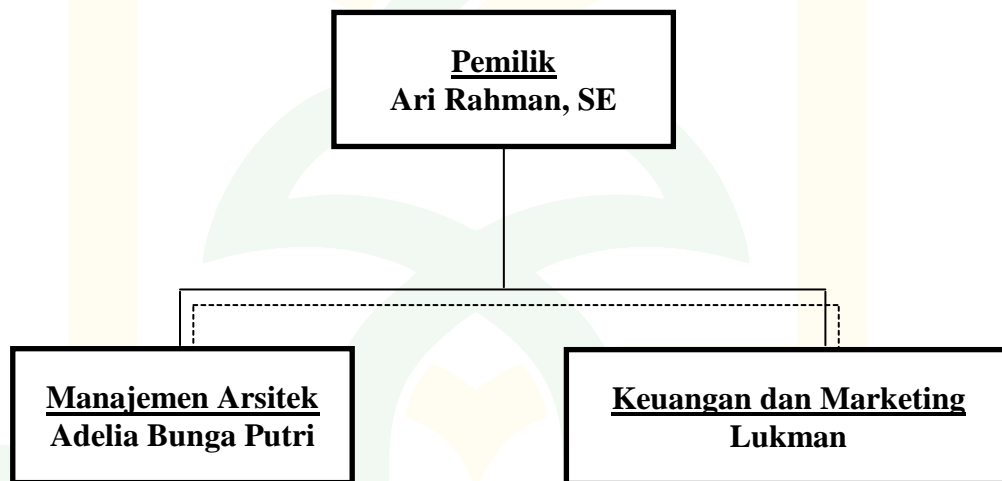 Pemilik
Ari Rahman, SE
Manajemen Arsitek
Adelia Bunga Putri
Keuangan dan Marketing
Lukman